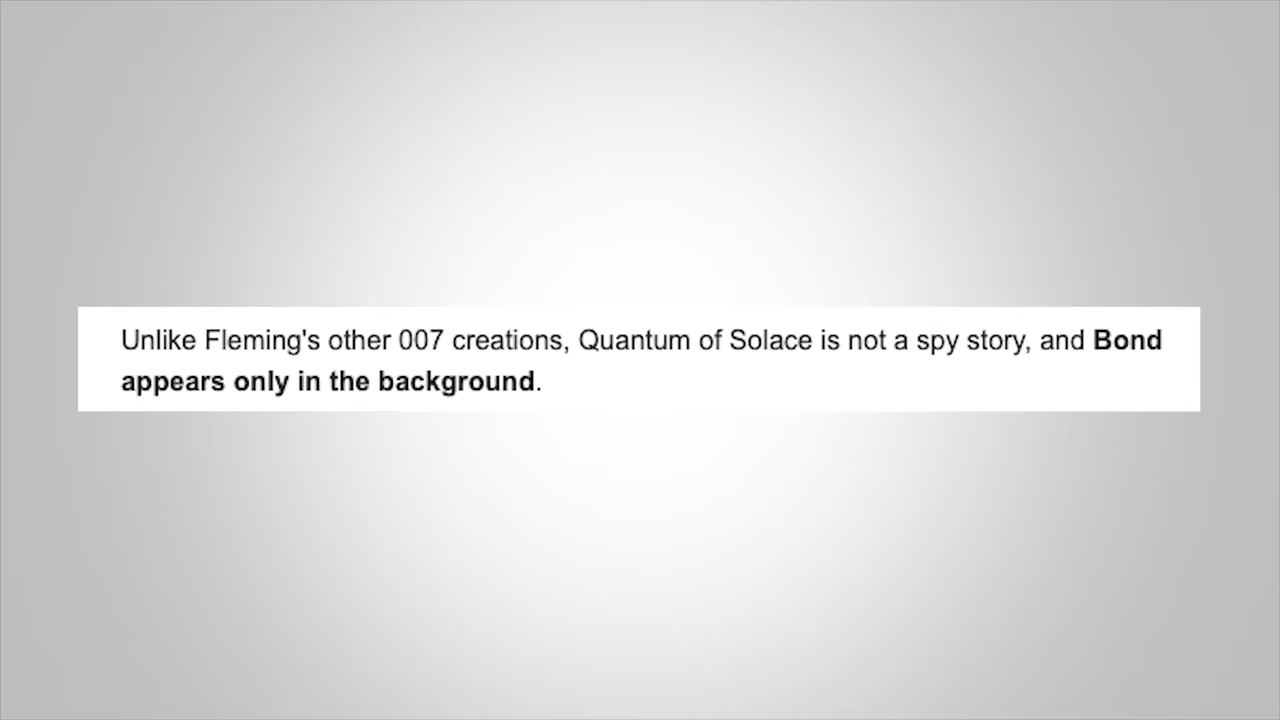 Unlike Fleming's other 007 creations, Quantum of Solace is not a spy story, and Bond
appears only in the background.